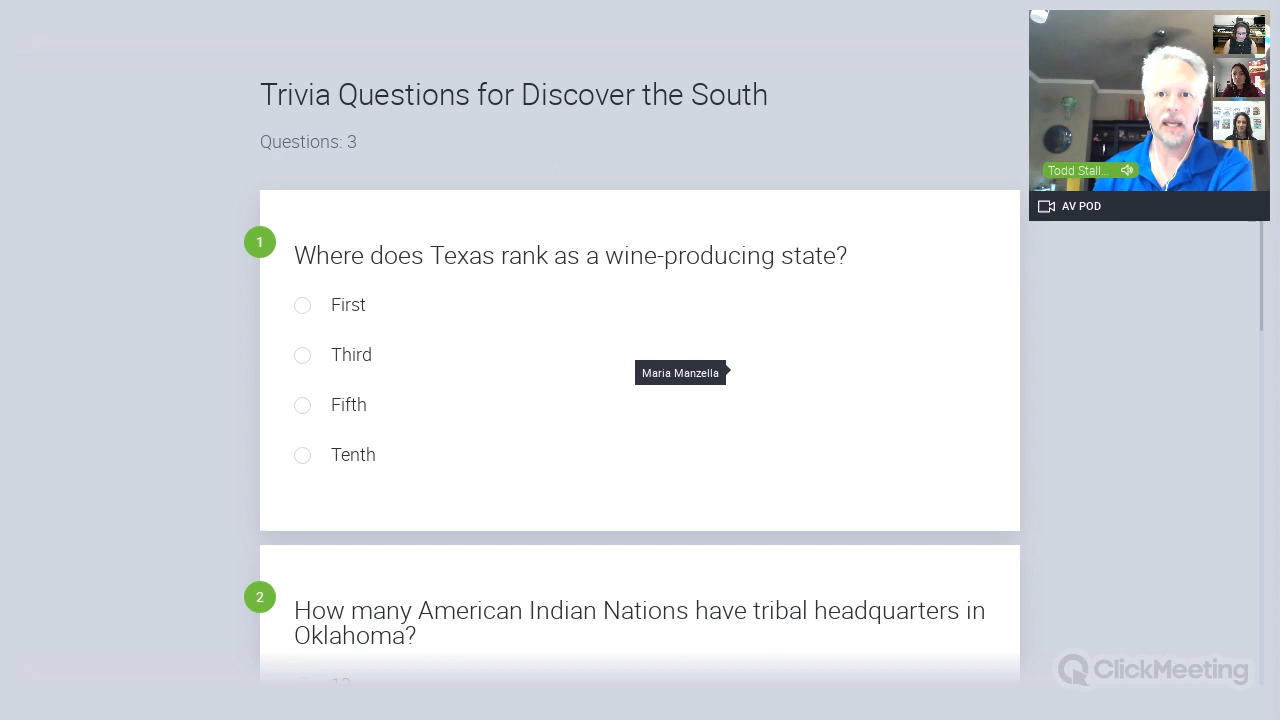 Trivia Questions for Discover the South
Questions: 3
1
Where does Texas rank as a wine-producing state?
First
Third
Fifth
Tenth
Maria Manzella
2
How many American Indian Nations have tribal headquarters in
Oklahoma?
Todd Stall...
AV POD
ClickMeeting